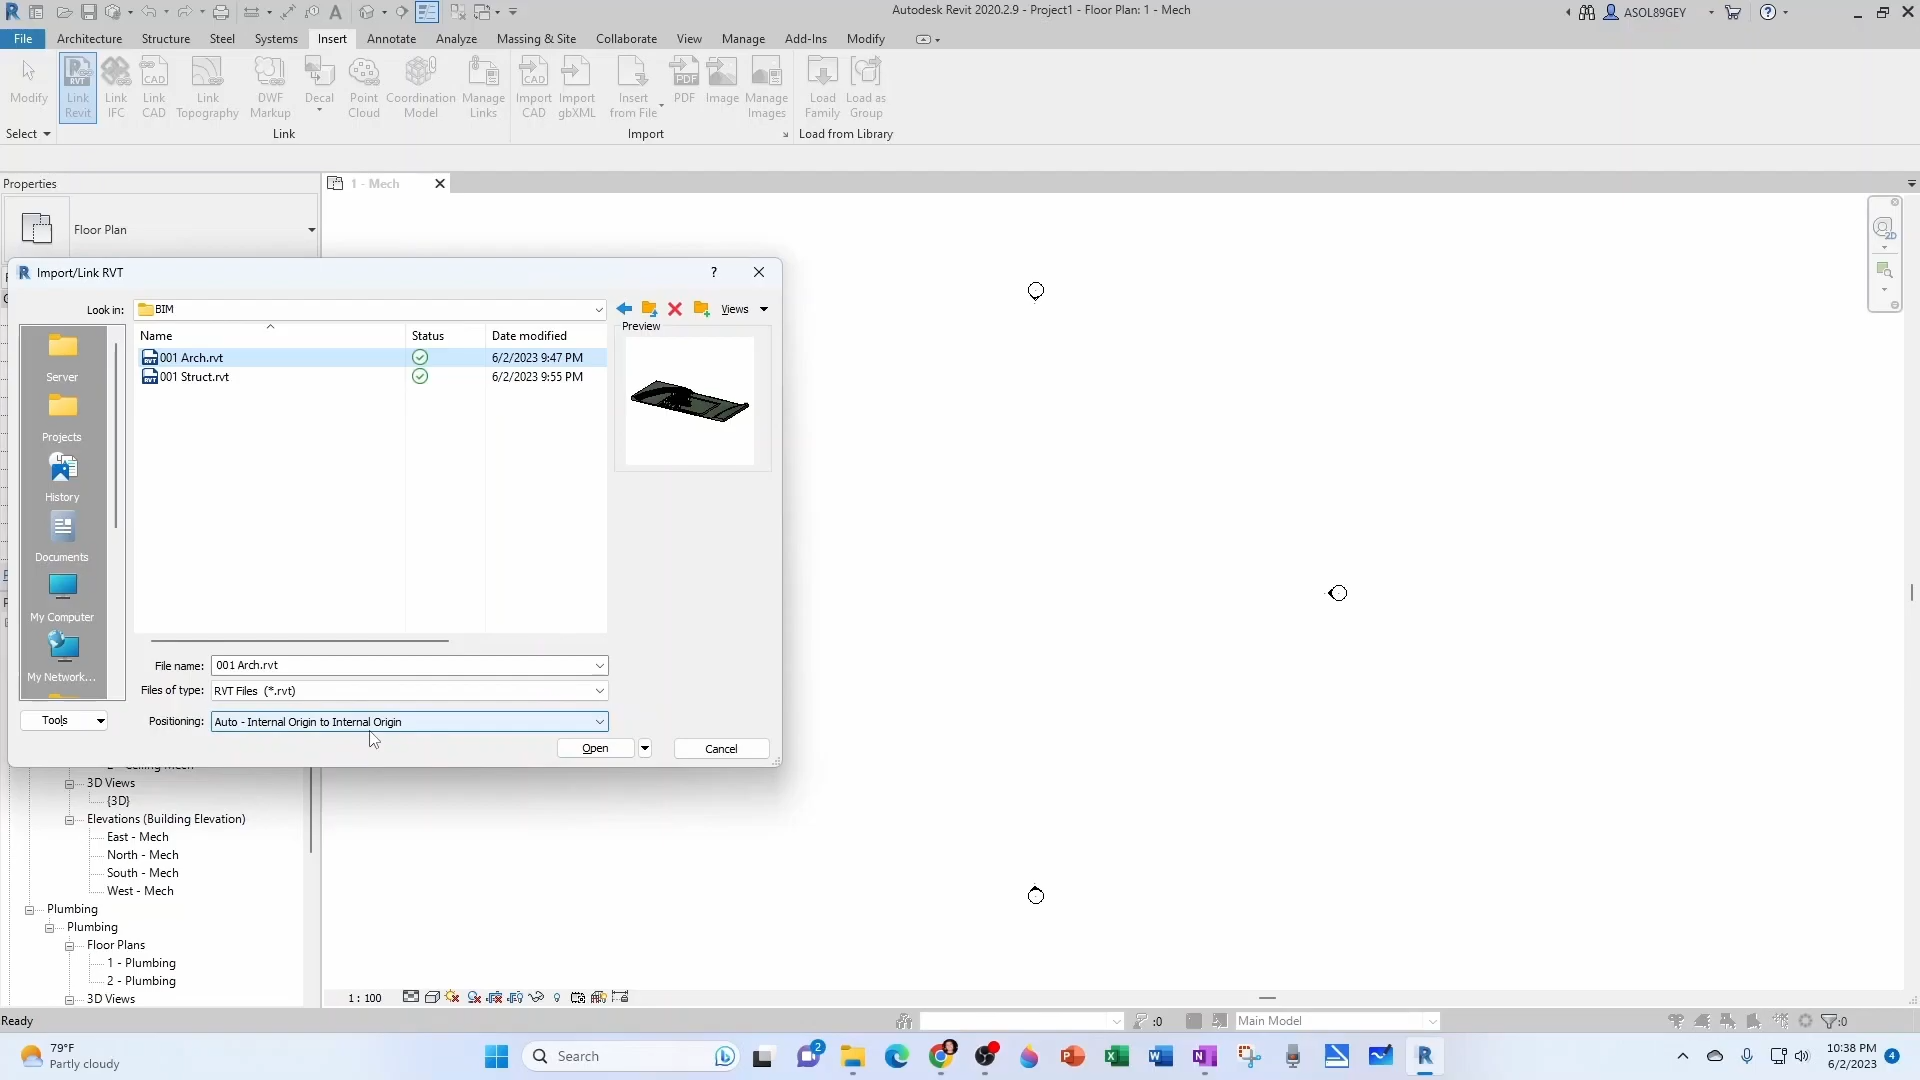 Autodesk Revit 2020.2.9 - Project1 - Floor Plan: 1 - Mech
ASOL89GEY
File Architecture Structure Steel Systems Insert Annotate Analyze Massing & Site Collaborate View Manage Add-Ins Modify
Modify
Link Revit
Link IFC
Link CAD
Link Topography
DWF Markup
Decal
Point Cloud
Coordination Model
Manage Links
Import CAD
Import gbXML
Insert from File
PDF
Image
Manage Images
Load Family
Load as Group
Select
Link
Import
Load from Library
Properties
1 - Mech
Floor Plan
Import/Link RVT
?
Look in: BIM
Views
Preview
Name Status Date modified
001 Arch.rvt 6/2/2023 9:47 PM
001 Struct.rvt 6/2/2023 9:55 PM
Server
Projects
History
Documents
My Computer
My Network...
File name: 001 Arch.rvt
Files of type: RVT Files (*.rvt)
Positioning: Auto - Internal Origin to Internal Origin
Tools
Open
Cancel
2 - Ceiling Mech
3D Views
{3D}
Elevations (Building Elevation)
East - Mech
North - Mech
South - Mech
West - Mech
Plumbing
Plumbing
Floor Plans
1 - Plumbing
2 - Plumbing
3D Views
1 : 100
Ready
:0
Main Model
:0
79°F
Partly cloudy
Search
2
10:38 PM
6/2/2023
4
2D